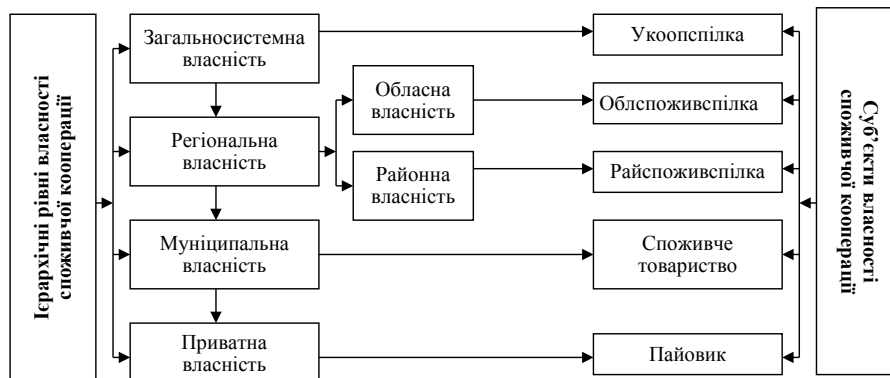 Ієрархічні рівні власності
споживчої кооперації
Загальносистемна
власність
Регіональна
власність
Муніципальна
власність
Приватна
власність
Обласна
власність
Районна
власність
Укоопспілка
Облспоживспілка
Райспоживспілка
Споживче
товариство
Пайовик
Суб’єкти власності
споживчої кооперації